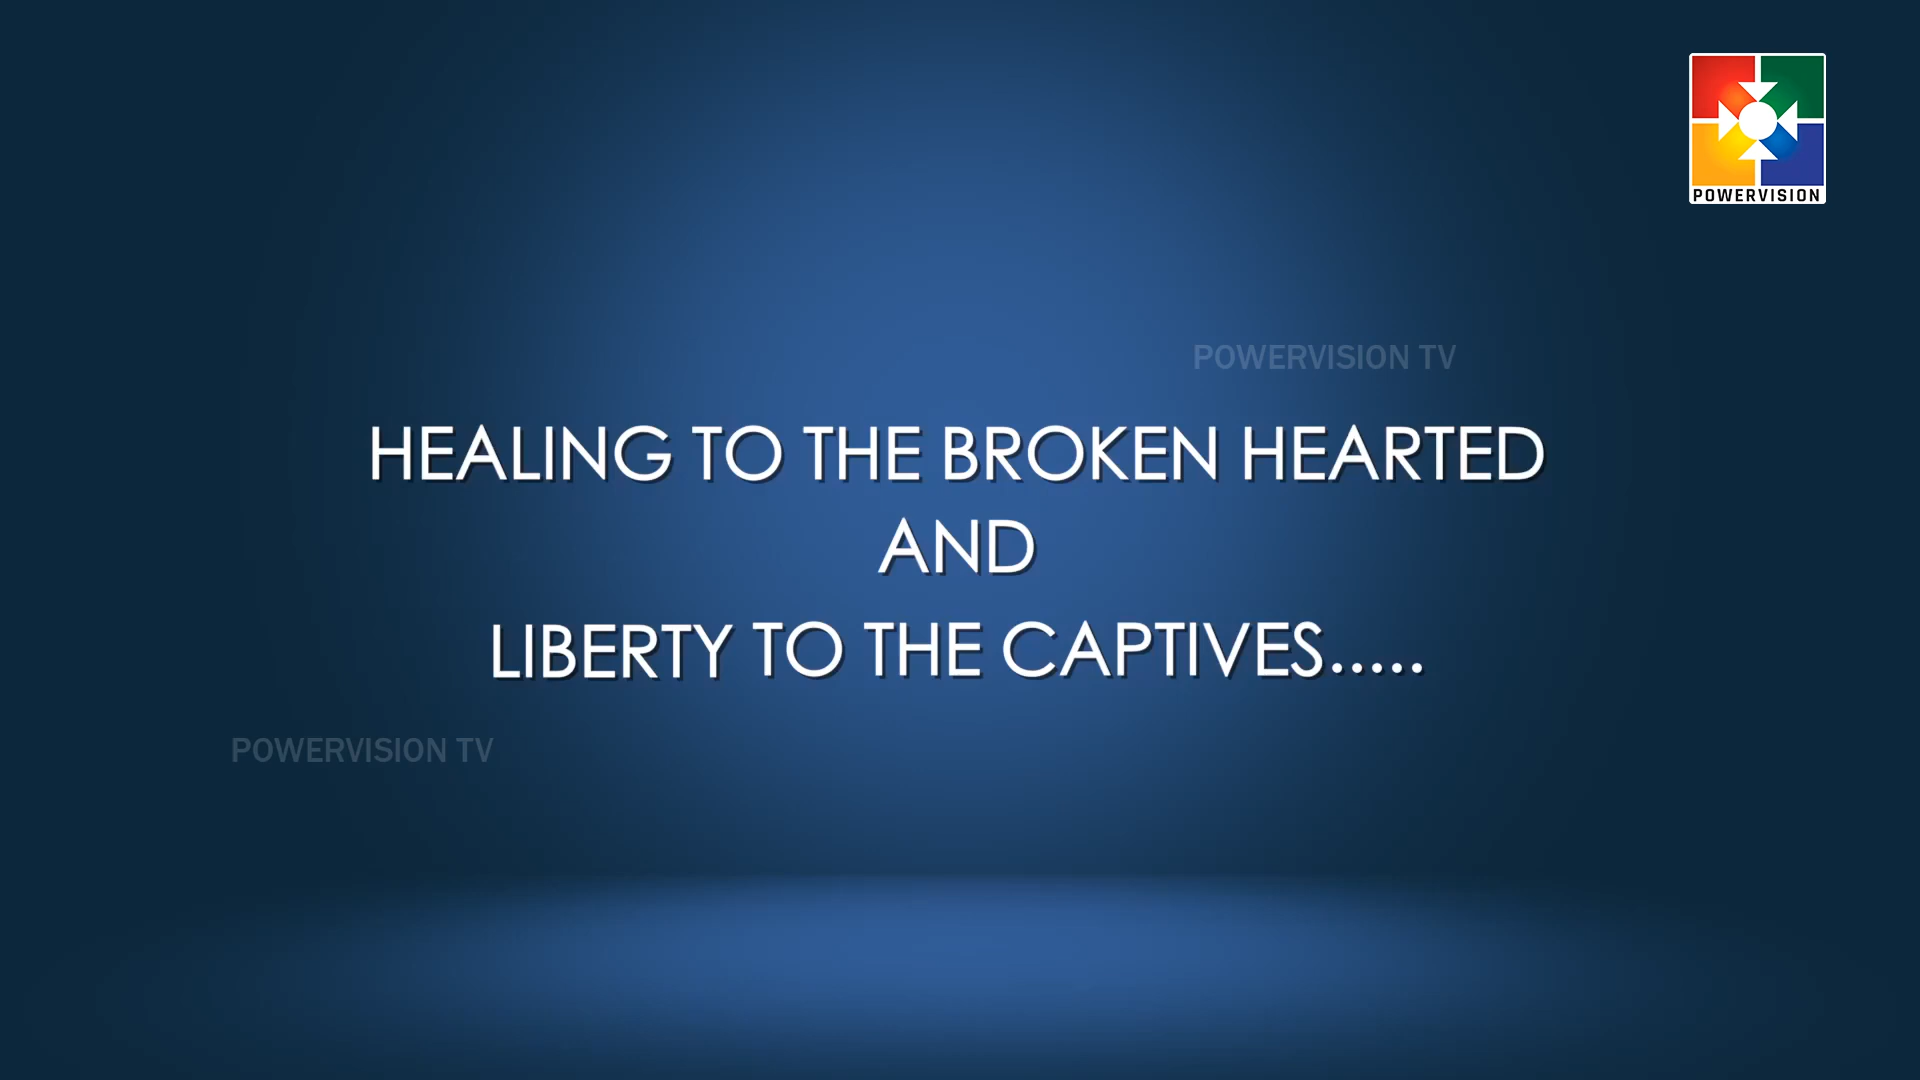 POWERVISION
POWERVISION TV
HEALING TO THE BROKEN HEARTED
AND
LIBERTY TO THE CAPTIVES.....
POWERVISION TV